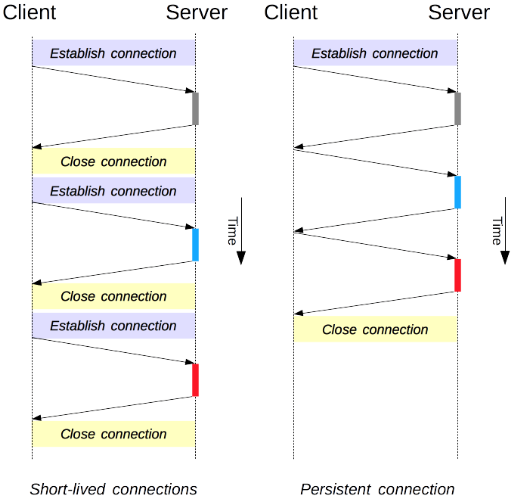 Client Server
Establish connection
Close connection
Establish connection
Close connection
Establish connection
Close connection
Time
Short-lived connections
Client Server
Establish connection
Close connection
Time
Persistent connection